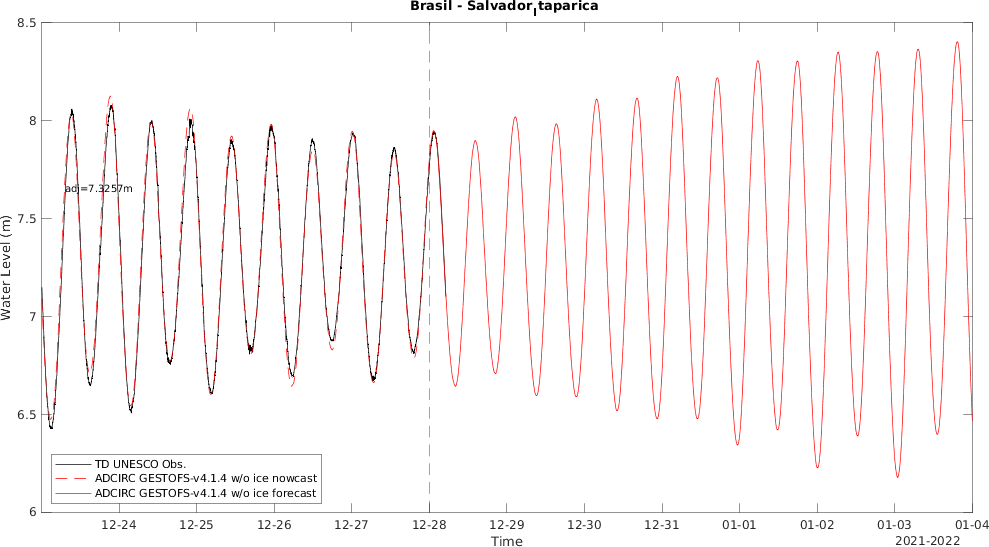 Brasil - Salvador_Itaparica
8.5
8
7.5
7
6.5
6
Water Level (m)
adj=7.3257m
TD UNESCO Obs.
ADCIRC GESTOFS-v4.1.4 w/o ice nowcast
ADCIRC GESTOFS-v4.1.4 w/o ice forecast
12-24 12-25 12-26 12-27 12-28 12-29 12-30 12-31 01-01 01-02 01-03 01-04
Time
2021-2022